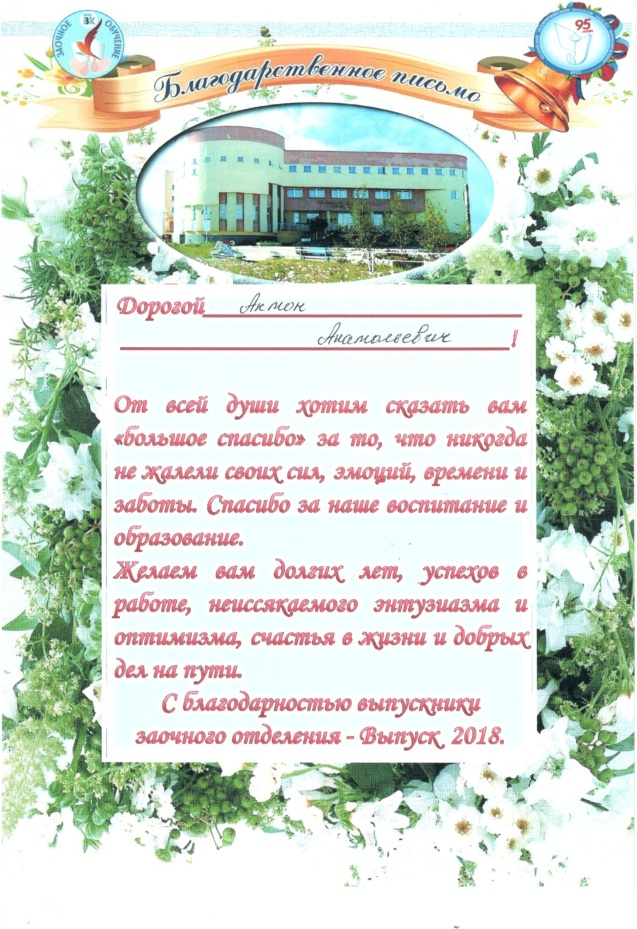 ЗАОЧНОЕ ОБУЧЕНИЕ
ЗК
95
Благодарственное письмо
Дорогой Антон
Анатольевич!
От всей души хотим сказать вам
«большое спасибо» за то, что никогда
не жалели своих сил, эмоций, времени и
заботы. Спасибо за наше воспитание и
образование.
Желаем вам долгих лет, успехов в
работе, неиссякаемого энтузиазма и
оптимизма, счастья в жизни и добрых
дел на пути.
С благодарностью выпускники
заочного отделения - Выпуск 2018.